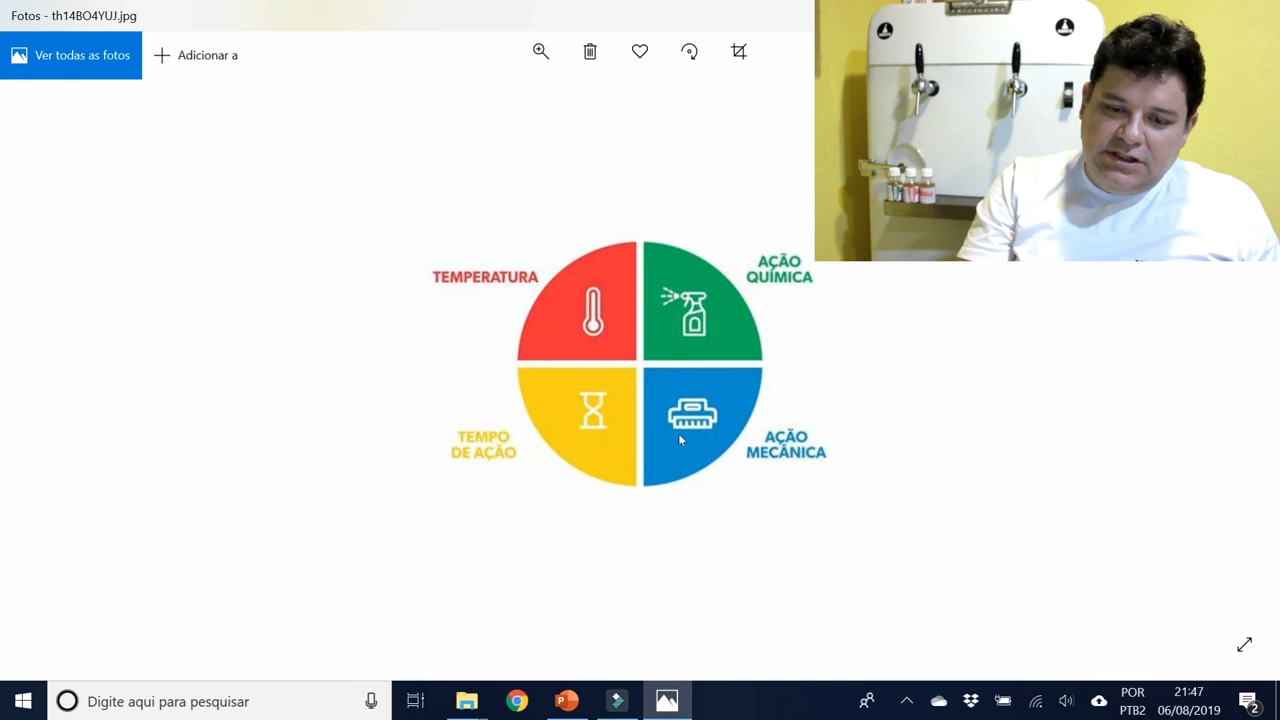 Fotos - th14BO4YUJ.jpg
Ver todas as fotos
Adicionar a
TEMPERATURA
AÇÃO
QUÍMICA
TEMPO
DE AÇÃO
AÇÃO
MECÂNICA
Digite aqui para pesquisar
POR
PTB2
21:47
06/08/2019
2